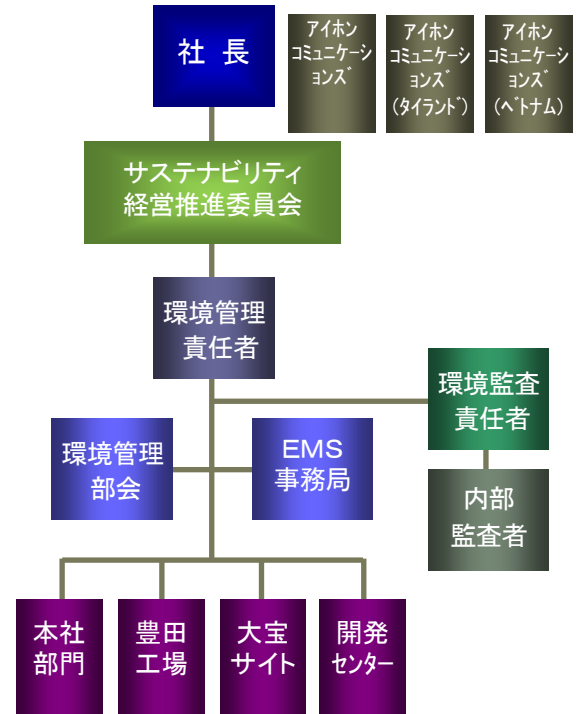 社 長
アイホン
コミュニケーシ
ョンズ
アイホン
コミュニケーシ
ョンズ
(タイランド)
アイホン
コミュニケーシ
ョンズ
(ベトナム)
サステナビリティ
経営推進委員会
環境管理
責任者
環境監査
責任者
環境管理
部会
EMS
事務局
内部
監査者
本社
部門
豊田
工場
大宝
サイト
開発
センター